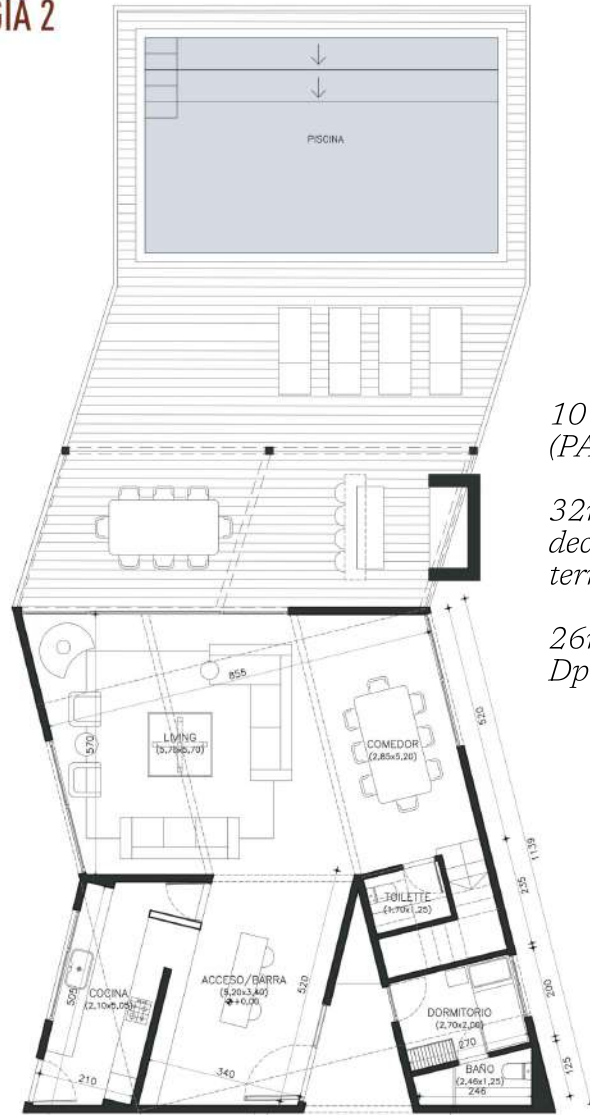 GIA 2
PISCINA
10
(PA
32
dec
terr
26
Dp
855
LIVING
(5,70x5,70)
570
COMEDOR
(2,85x5,20)
520
1139
235
TOILETTE
(1,70x1,25)
ACCESO/BARRA
(5,20x3,40)
+0,00
520
COCINA
(2,10x5,05)
505
DORMITORIO
(2,70x2,00)
200
270
210
340
BAÑO
(2,46x1,25)
246
125